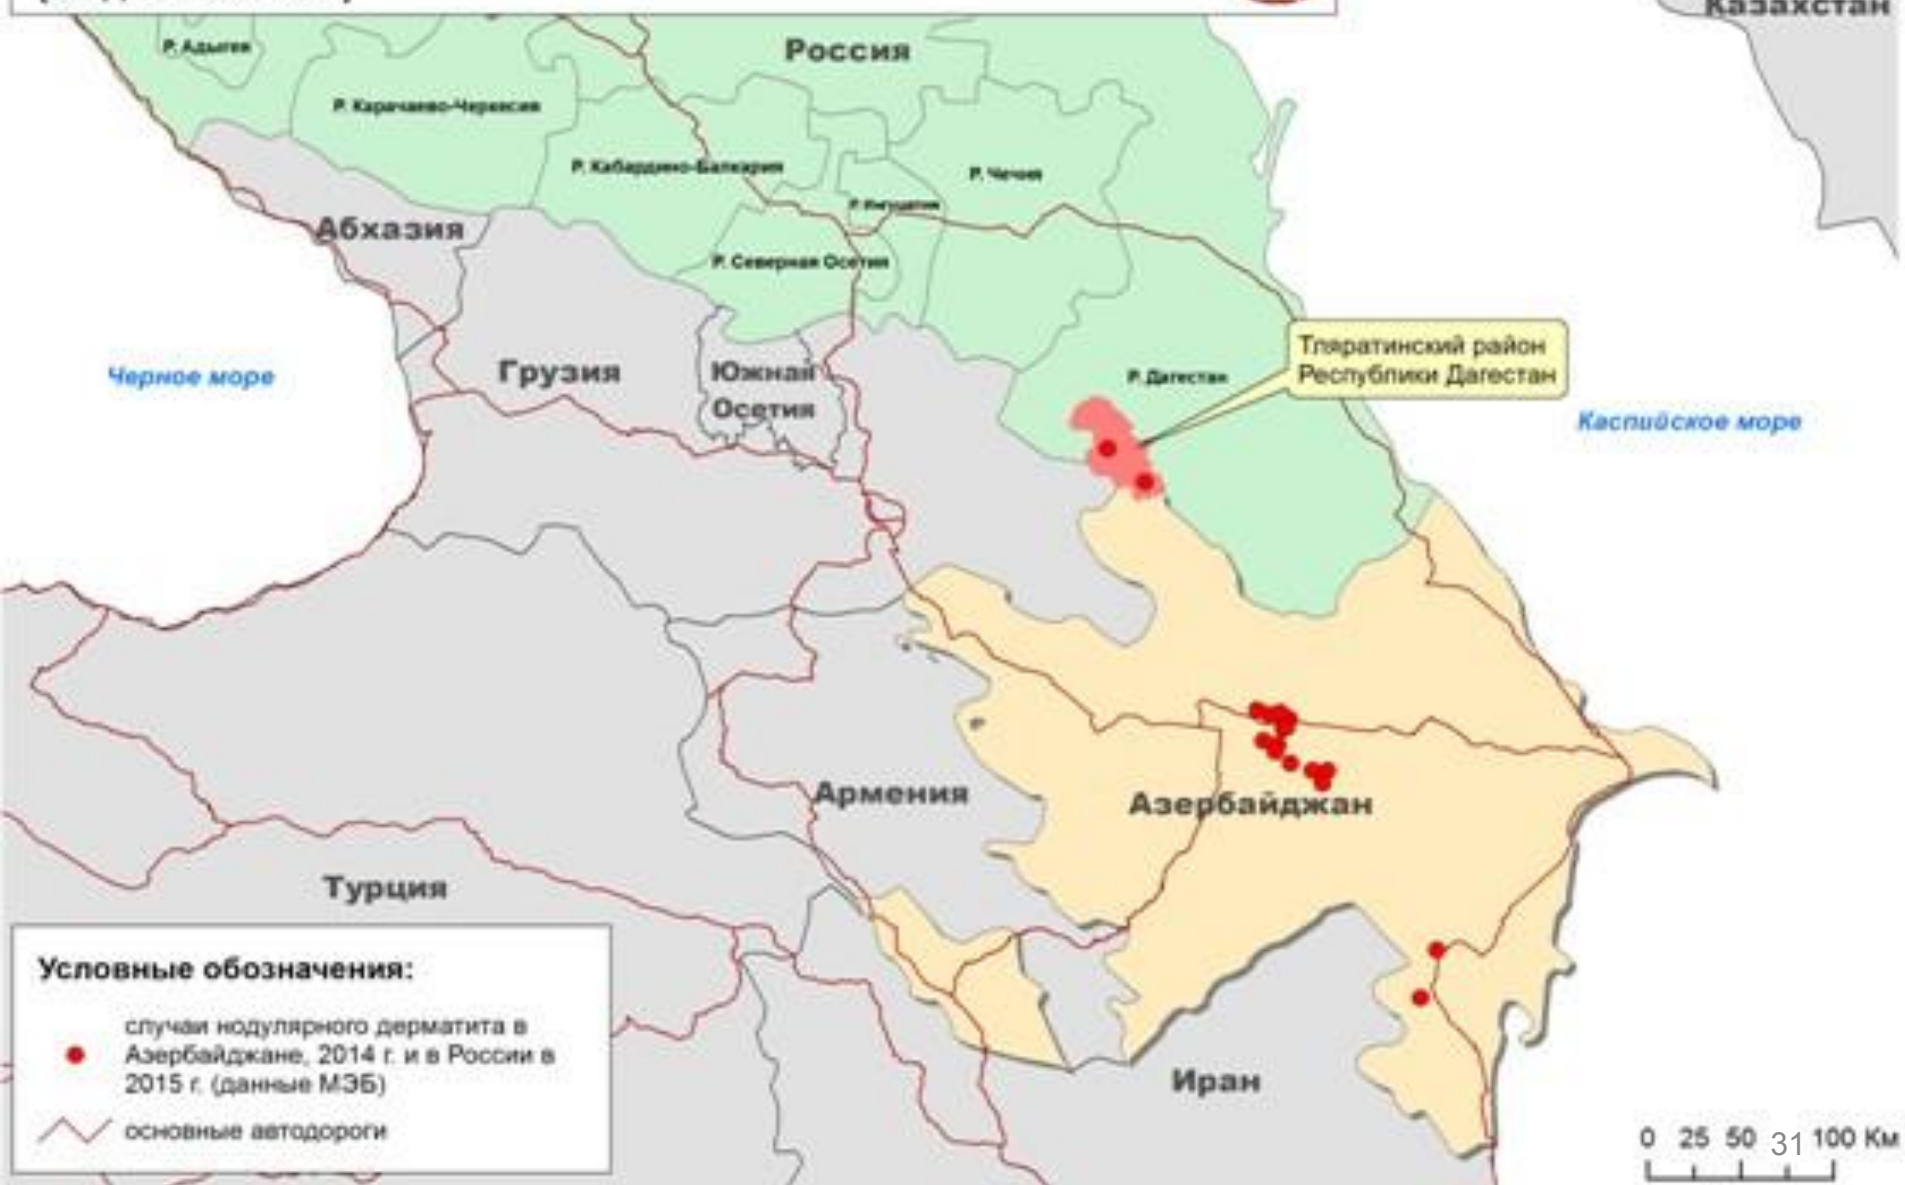 Казахстан
Р. Адыгея
Россия
Р. Карачаево-Черкесия
Р. Кабардино-Балкария
Р. Чечня
Р. Ингушетия
Абхазия
Р. Северная Осетия
Тляратинский район
Республики Дагестан
Черное море
Грузия
Южная
Осетия
Р. Дагестан
Каспийское море
Армения
Азербайджан
Турция
Иран
Условные обозначения:
случаи нодулярного дерматита в
Азербайджане, 2014 г. и в России в
2015 г. (данные МЭБ)
основные автодороги
0 25 50 31 100 Км